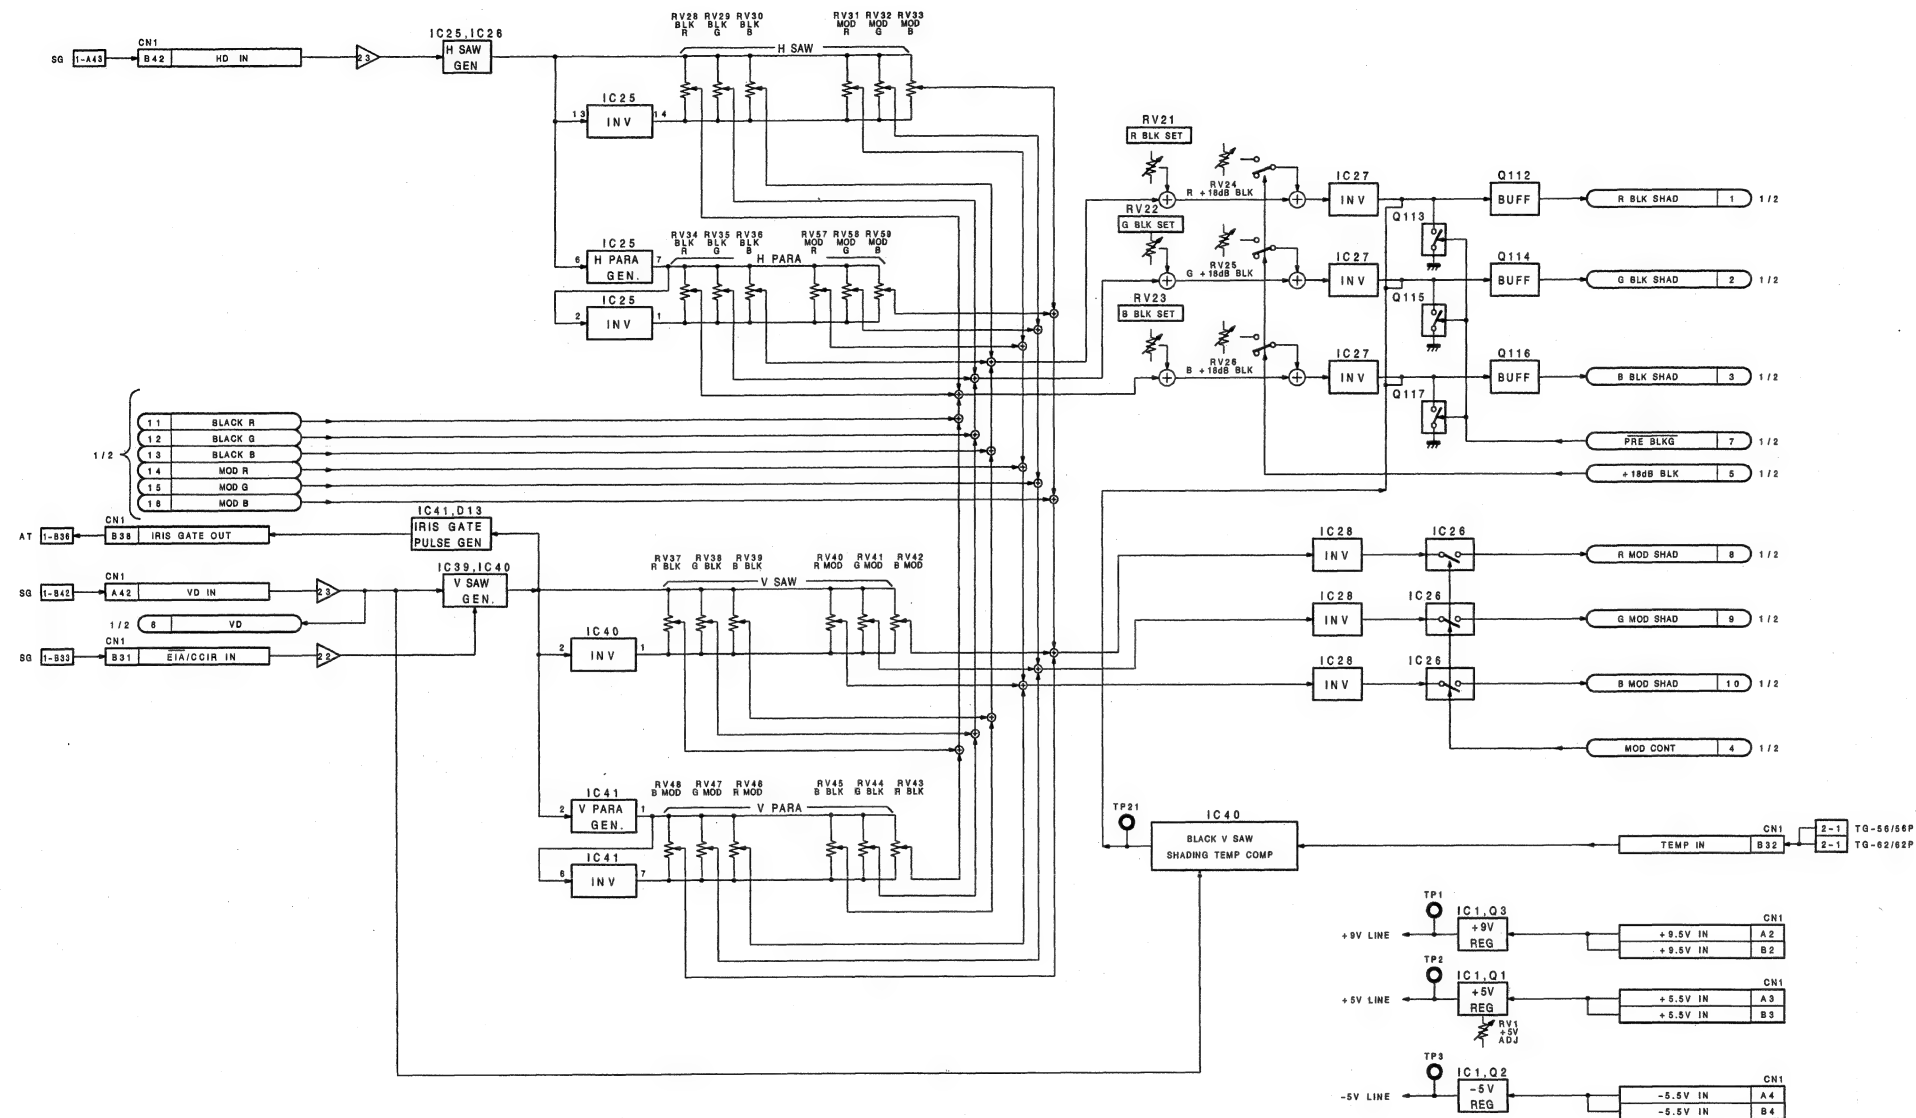 RV28 RV29 RV30
BLK BLK BLK
R G B
RV31 RV32 RV33
MOD MOD MOD
R G B
IC25,IC26
H SAW
GEN
SG 1-A43
CN1
B42 HD IN
23
H SAW
IC25
13 INV 14
IC25
6 H PARA GEN. 7
RV34 RV35 RV36
BLK BLK BLK
R G B
RV57 RV58 RV59
MOD MOD MOD
R G B
H PARA
IC25
2 INV 1
RV21
R BLK SET
RV24
R +18dB BLK
IC27
INV
Q113
Q112
BUFF
R BLK SHAD 1 1/2
RV22
G BLK SET
RV25
G +18dB BLK
IC27
INV
Q115
Q114
BUFF
G BLK SHAD 2 1/2
RV23
B BLK SET
RV26
B +18dB BLK
IC27
INV
Q117
Q116
BUFF
B BLK SHAD 3 1/2
PRE BLKG 7 1/2
+18dB BLK 5 1/2
1/2
11 BLACK R
12 BLACK G
13 BLACK B
14 MOD R
15 MOD G
16 MOD B
AT 1-B36
CN1
B38 IRIS GATE OUT
IC41,D13
IRIS GATE
PULSE GEN
SG 1-B42
CN1
A42 VD IN
23
IC39,IC40
V SAW
GEN.
1/2 6 VD
SG 1-B33
CN1
B31 EIA/CCIR IN
22
RV37 RV38 RV39
R BLK G BLK B BLK
RV40 RV41 RV42
R MOD G MOD B MOD
V SAW
IC40
2 INV 1
IC28
INV
IC26
R MOD SHAD 8 1/2
IC28
INV
IC26
G MOD SHAD 9 1/2
IC28
INV
IC26
B MOD SHAD 10 1/2
MOD CONT 4 1/2
RV48 RV47 RV46
B MOD G MOD R MOD
RV45 RV44 RV43
B BLK G BLK R BLK
V PARA
IC41
2 V PARA GEN. 1
IC41
6 INV 7
TP21
IC40
BLACK V SAW
SHADING TEMP COMP
CN1
TEMP IN B32
2-1 TG-56/56P
2-1 TG-62/62P
TP1
IC1,Q3
+9V LINE
+9V
REG
CN1
+9.5V IN A2
+9.5V IN B2
TP2
IC1,Q1
+5V LINE
+5V
REG
RV1
+5V
ADJ
CN1
+5.5V IN A3
+5.5V IN B3
TP3
IC1,Q2
-5V LINE
-5V
REG
CN1
-5.5V IN A4
-5.5V IN B4